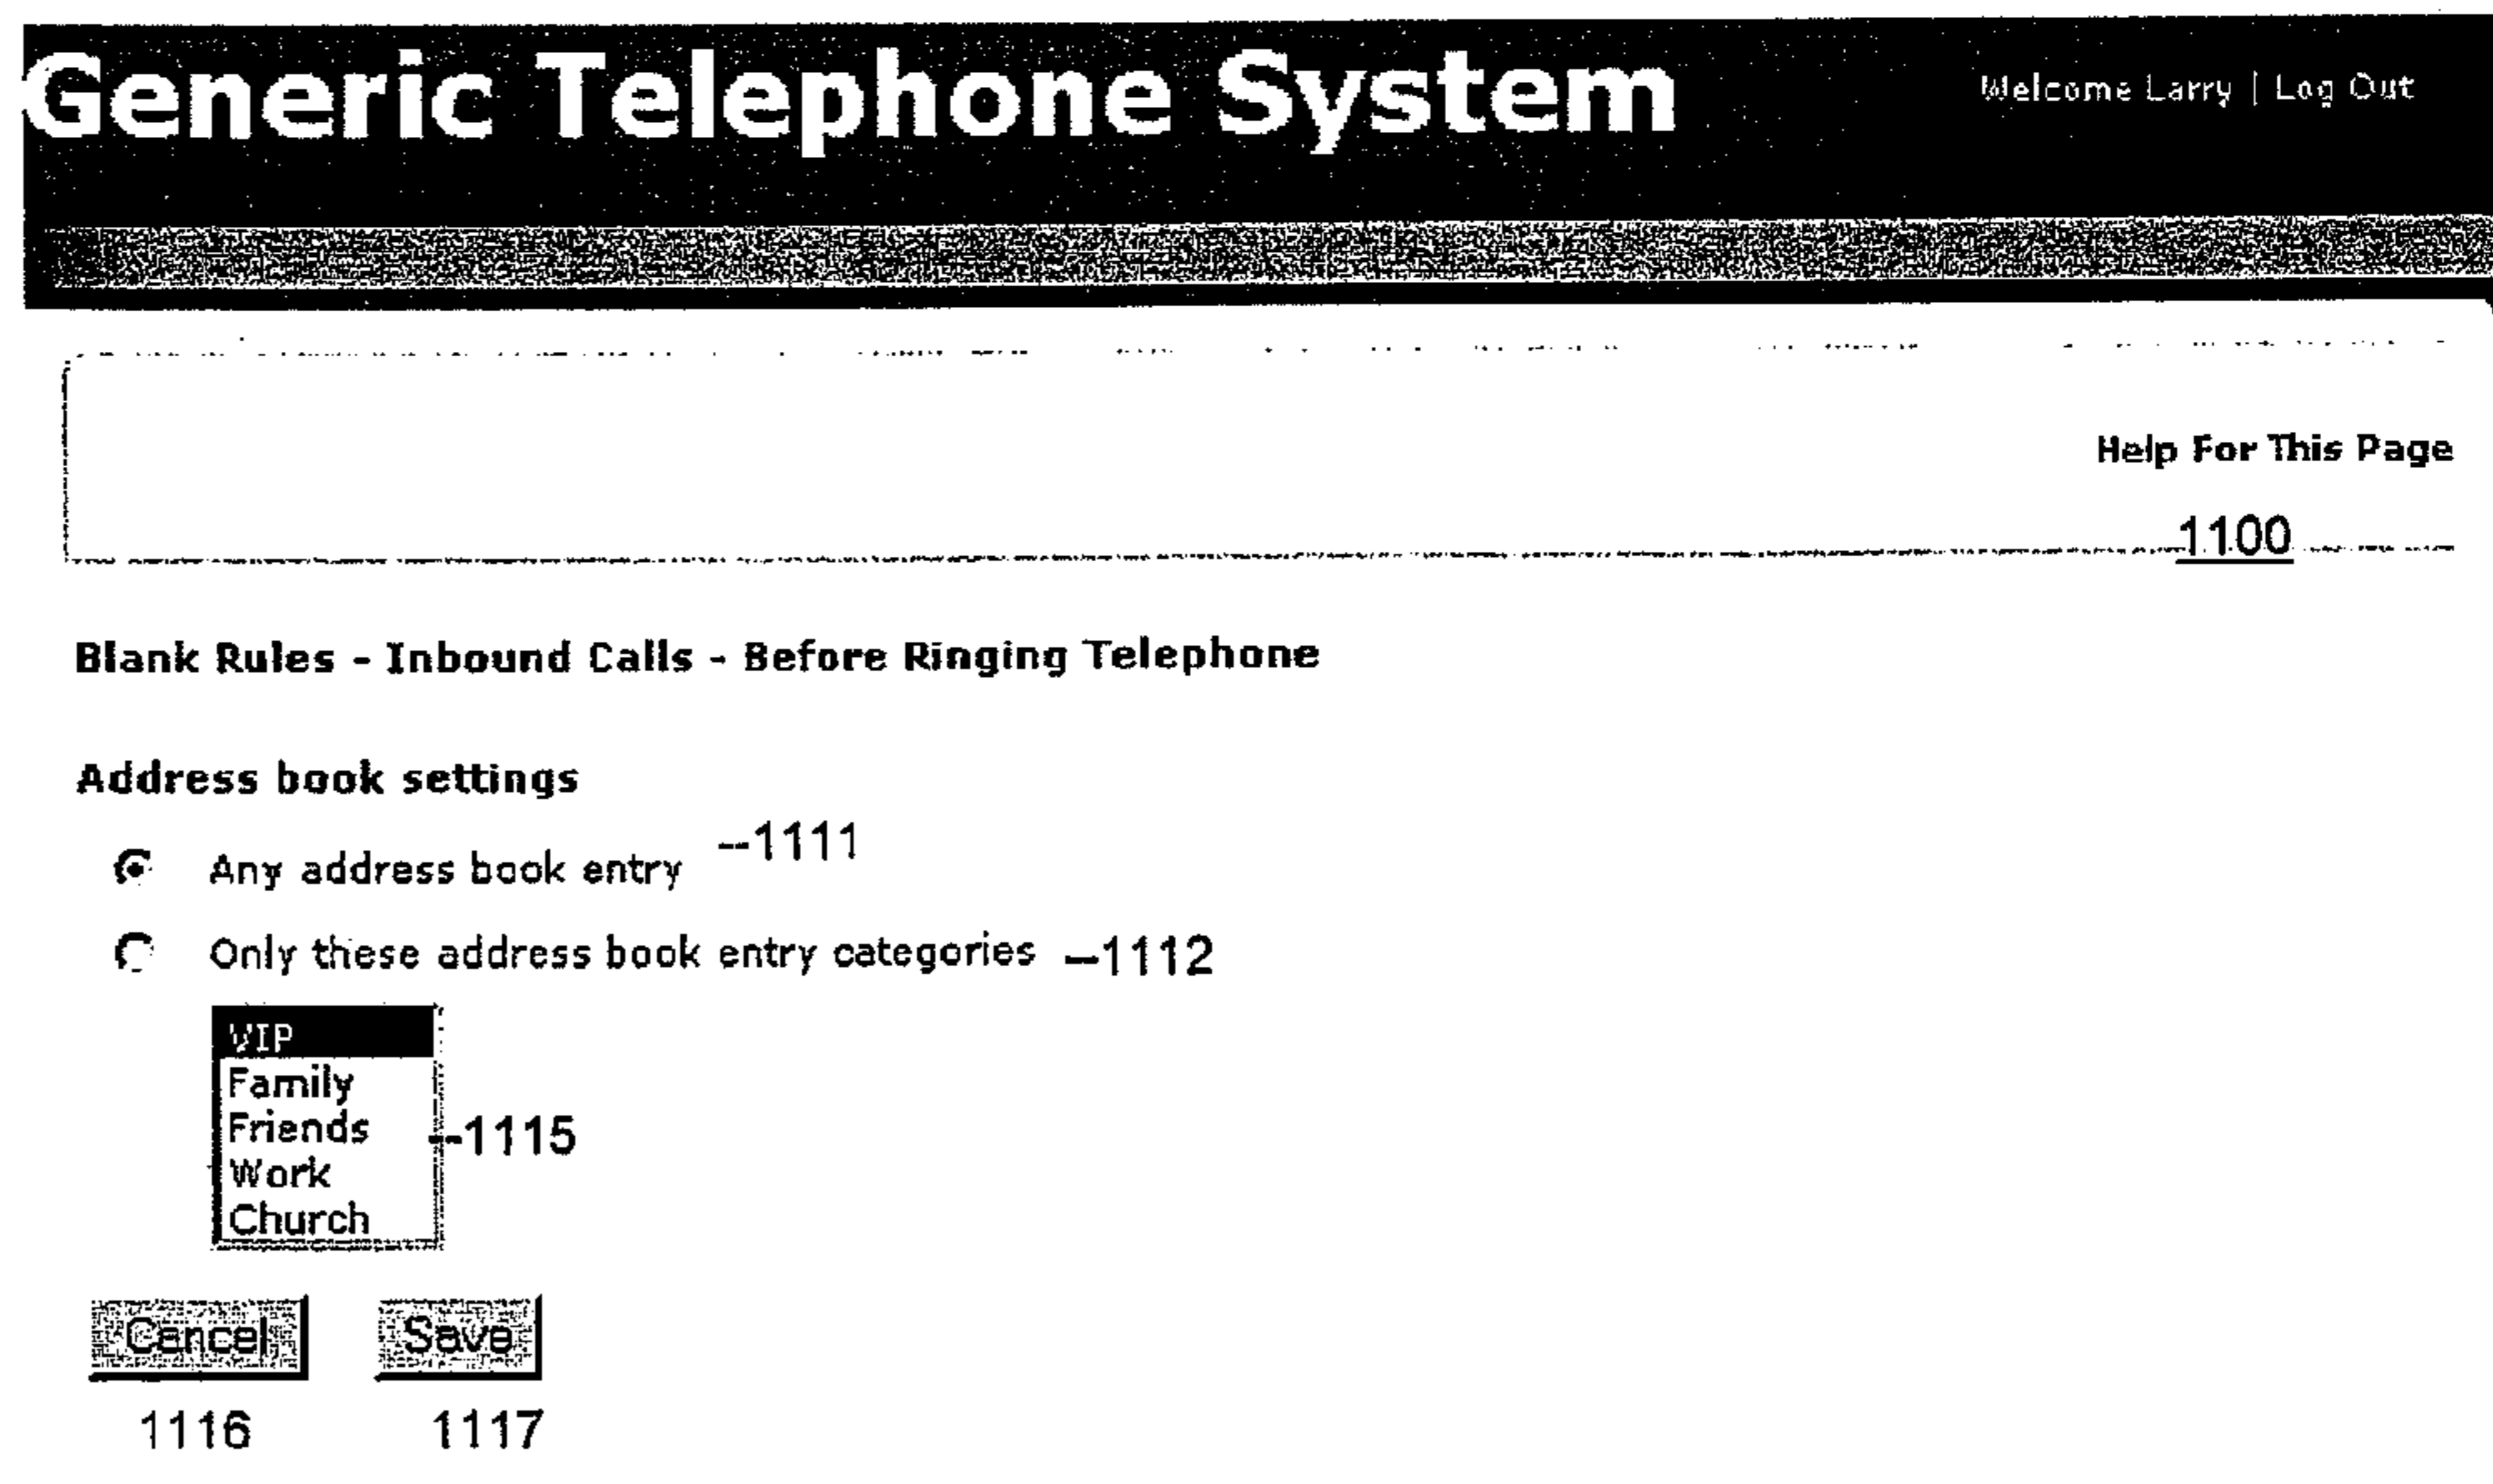 Generic Telephone System
Welcome Larry | Log Out
Help For This Page
1100
Blank Rules - Inbound Calls - Before Ringing Telephone
Address book settings
Any address book entry --1111
Only these address book entry categories --1112
VIP
Family
Friends --1115
Work
Church
Cancel Save
1116 1117